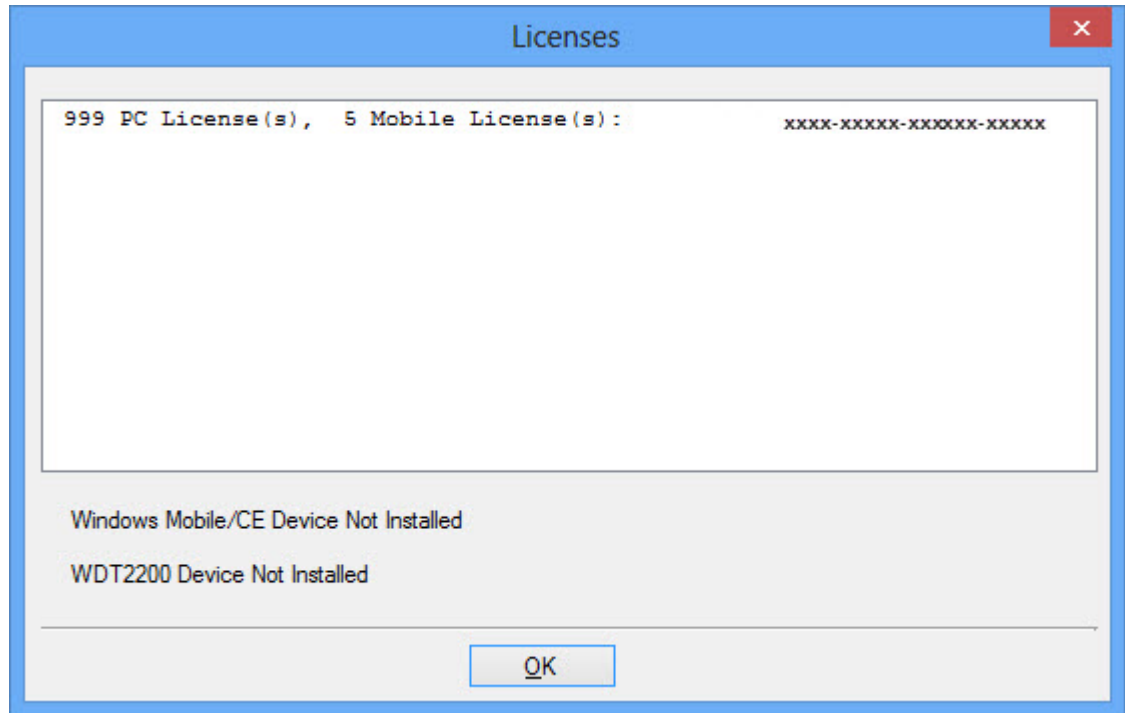 Licenses
999 PC License(s), 5 Mobile License(s): xxxx-xxxxx-xxxxxx-xxxxx
Windows Mobile/CE Device Not Installed
WDT2200 Device Not Installed
OK